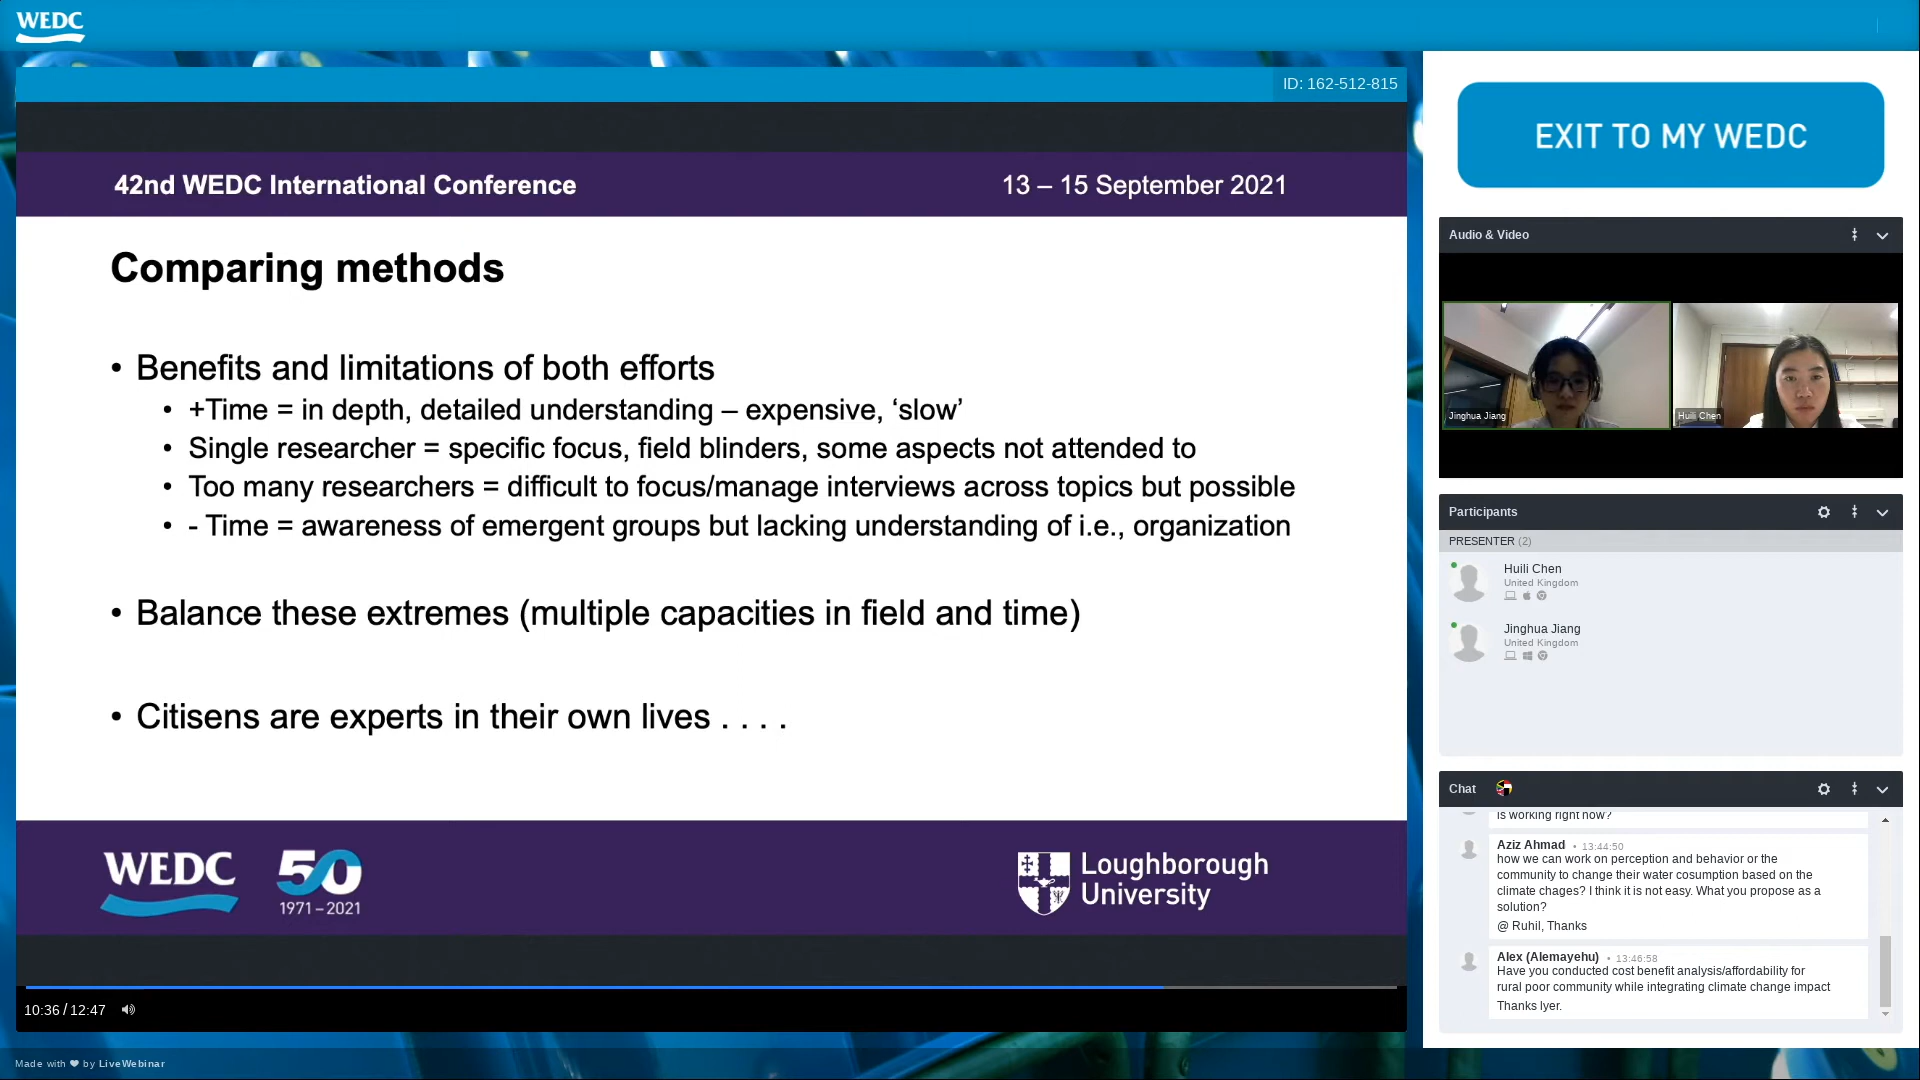 WEDC
ID: 162-512-815
42nd WEDC International Conference
13 – 15 September 2021
Comparing methods
• Benefits and limitations of both efforts
• +Time = in depth, detailed understanding – expensive, ‘slow’
• Single researcher = specific focus, field blinders, some aspects not attended to
• Too many researchers = difficult to focus/manage interviews across topics but possible
• - Time = awareness of emergent groups but lacking understanding of i.e., organization
• Balance these extremes (multiple capacities in field and time)
• Citisens are experts in their own lives . . . .
WEDC
50
1971 – 2021
Loughborough
University
10:36 / 12:47
Made with ♥ by LiveWebinar
EXIT TO MY WEDC
Audio & Video
Jinghua Jiang
Huili Chen
Participants
PRESENTER (2)
Huili Chen
United Kingdom
Jinghua Jiang
United Kingdom
Chat
is working right now?
Aziz Ahmad • 13:44:50
how we can work on perception and behavior or the
community to change their water cosumption based on the
climate chages? I think it is not easy. What you propose as a
solution?
@ Ruhil, Thanks
Alex (Alemayehu) • 13:46:58
Have you conducted cost benefit analysis/affordability for
rural poor community while integrating climate change impact
Thanks lyer.